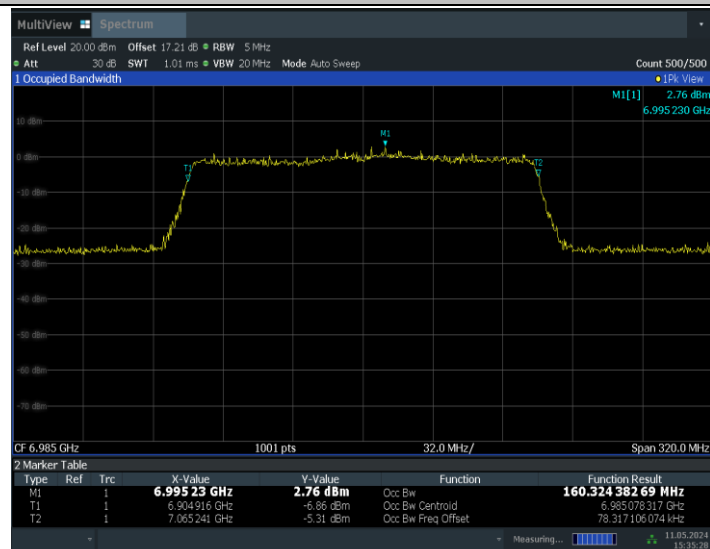 MultiView Spectrum
Ref Level 20.00 dBm Offset 17.21 dB RBW 5 MHz
Att 30 dB SWT 1.01 ms VBW 20 MHz Mode Auto Sweep Count 500/500
1 Occupied Bandwidth 1Pk View
M1[1] 2.76 dBm
6.995 230 GHz
10 dBm
M1
0 dBm
T1 T2
-10 dBm
-20 dBm
-30 dBm
-40 dBm
-50 dBm
-60 dBm
-70 dBm
CF 6.985 GHz 1001 pts 32.0 MHz/ Span 320.0 MHz
2 Marker Table
Type Ref Trc X-Value Y-Value Function Function Result
M1 1 6.995 23 GHz 2.76 dBm Occ Bw 160.324 382 69 MHz
T1 1 6.904 916 GHz -6.86 dBm Occ Bw Centroid 6.985 078 317 GHz
T2 1 7.065 241 GHz -5.31 dBm Occ Bw Freq Offset 78.317 106 074 kHz
Measuring... 11.05.2024
15:35:28